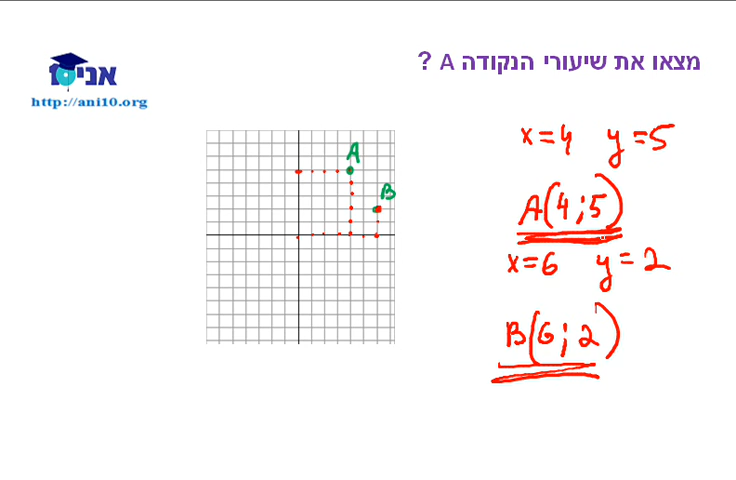 מצאו את שיעורי הנקודה A ?
אני10
http://ani10.org
x=4 y=5
A(4;5)
x=6 y=2
B(6;2)
A
B